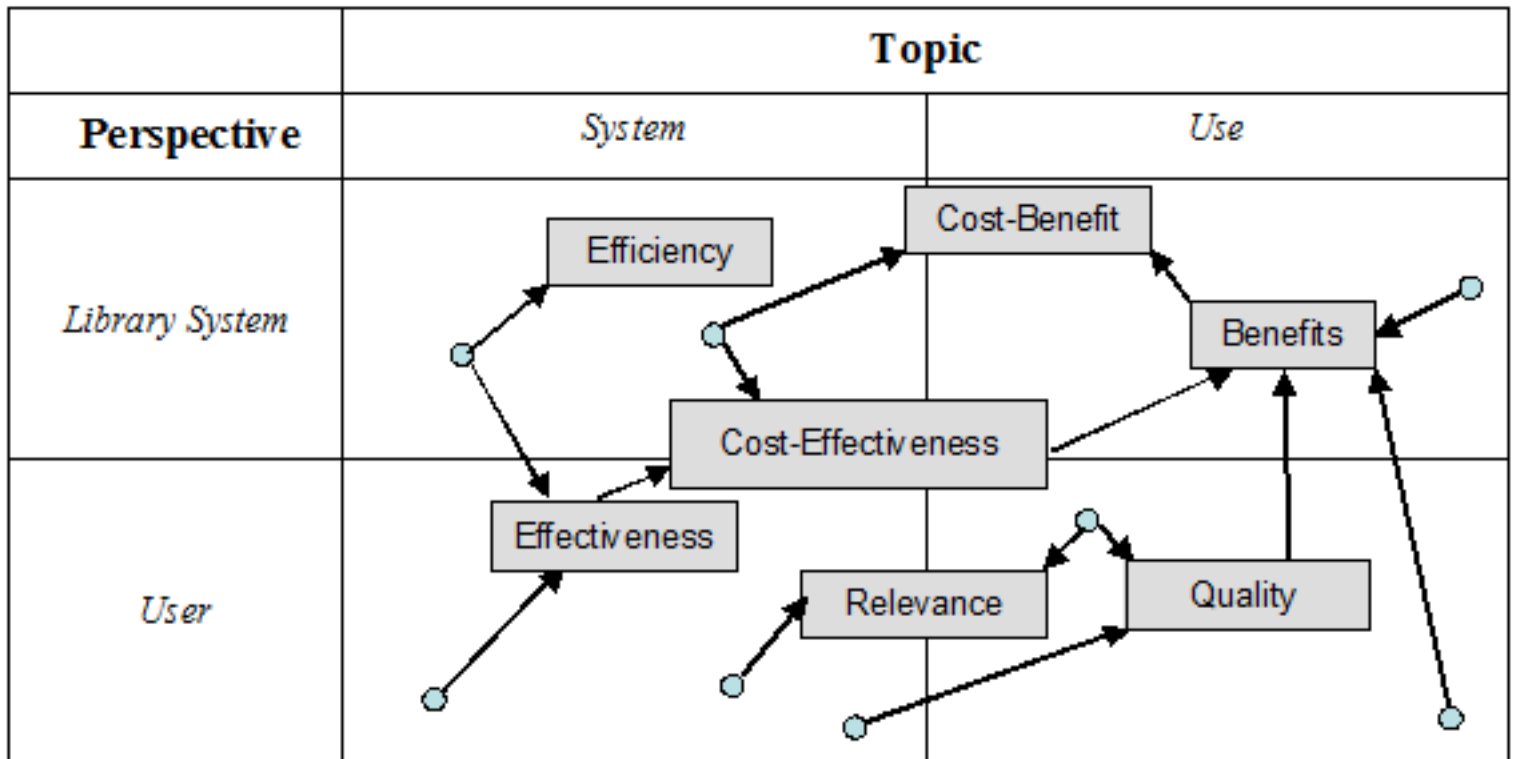 Topic
Perspective
System
Use
Library System
Efficiency
Cost-Benefit
Benefits
Cost-Effectiveness
User
Effectiveness
Relevance
Quality